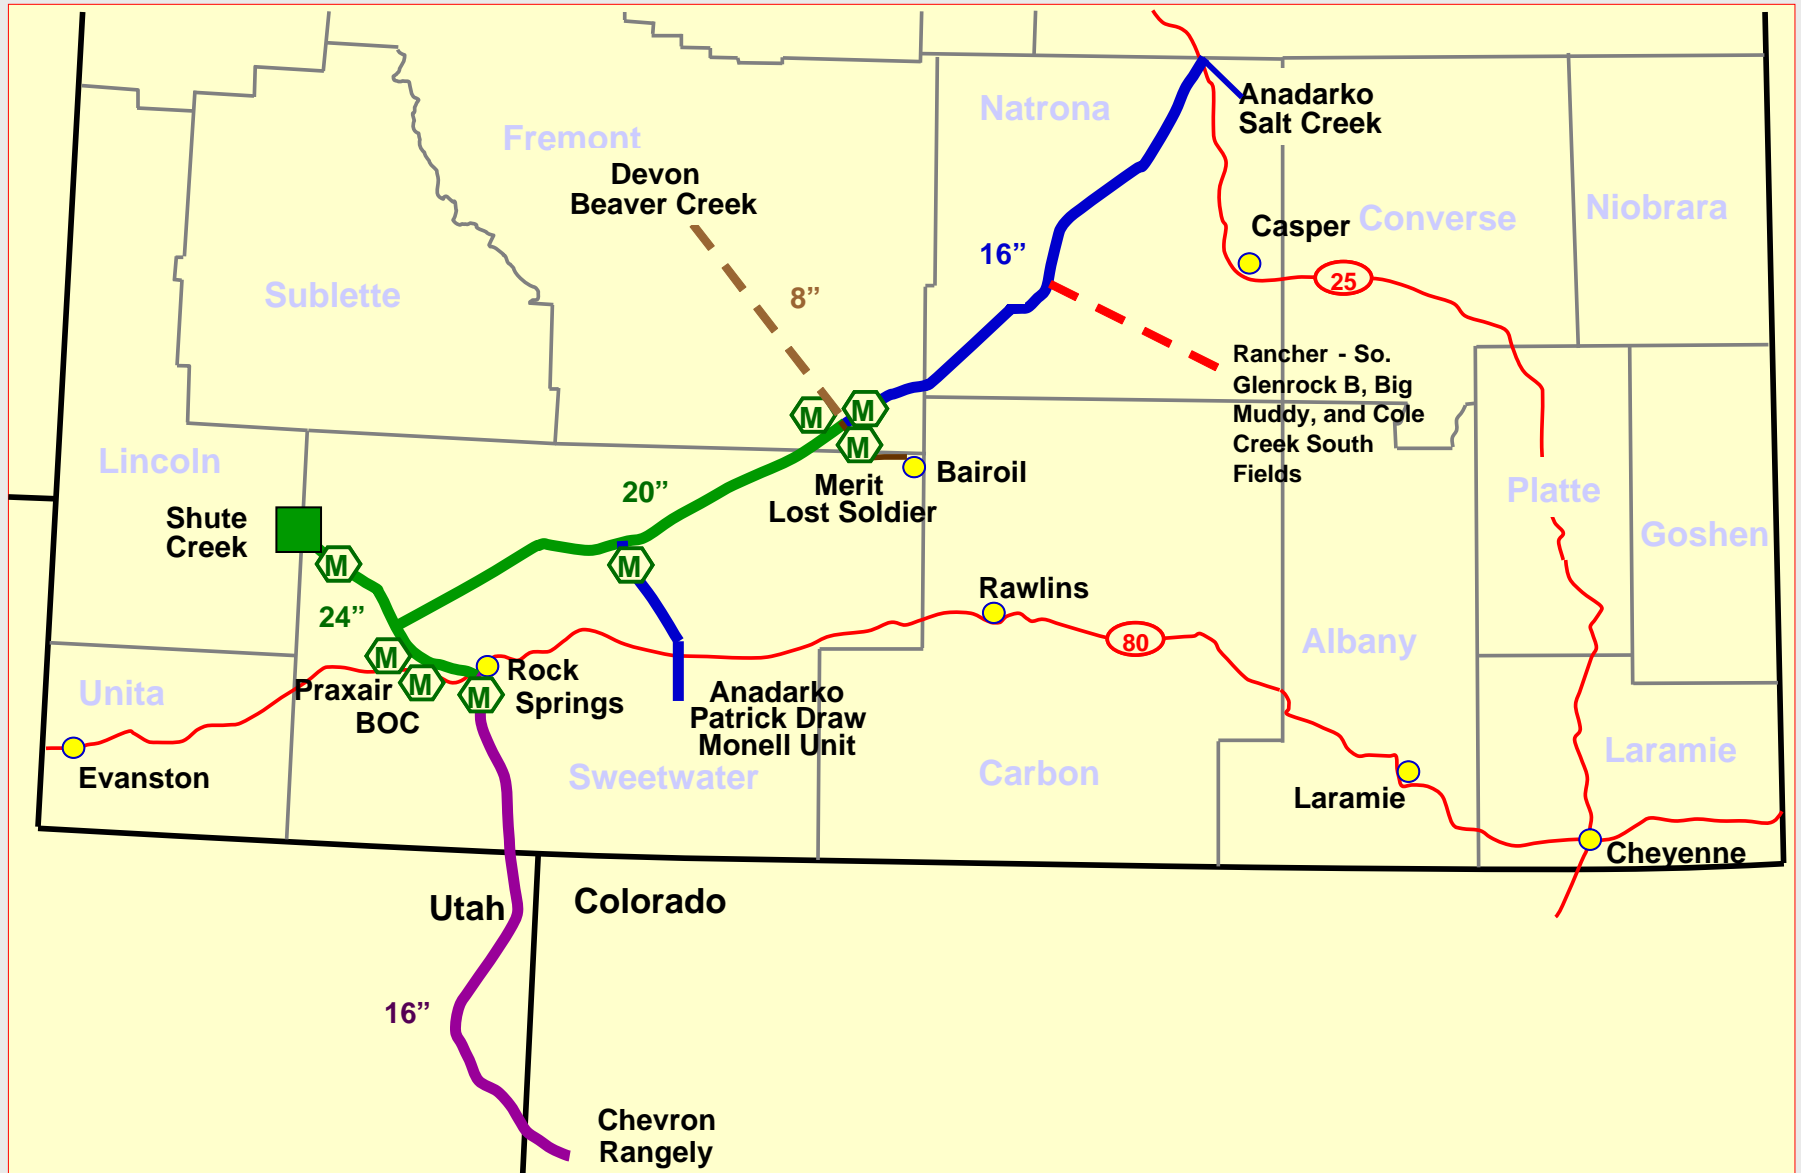 Natrona
Anadarko
Salt Creek
Fremont
Devon
Beaver Creek
Niobrara
Converse
Casper
16”
25
Sublette
8”
Rancher - So.
Glenrock B, Big
Muddy, and Cole
Creek South
Fields
M
M
M
Lincoln
Bairoil
Merit
Lost Soldier
20”
Platte
Shute
Creek
Goshen
M
M
Rawlins
24”
80
Albany
M
Praxair
M
BOC
Rock
Springs
M
Unita
Anadarko
Patrick Draw
Monell Unit
Evanston
Sweetwater
Carbon
Laramie
Laramie
Cheyenne
Utah
Colorado
16”
Chevron
Rangely